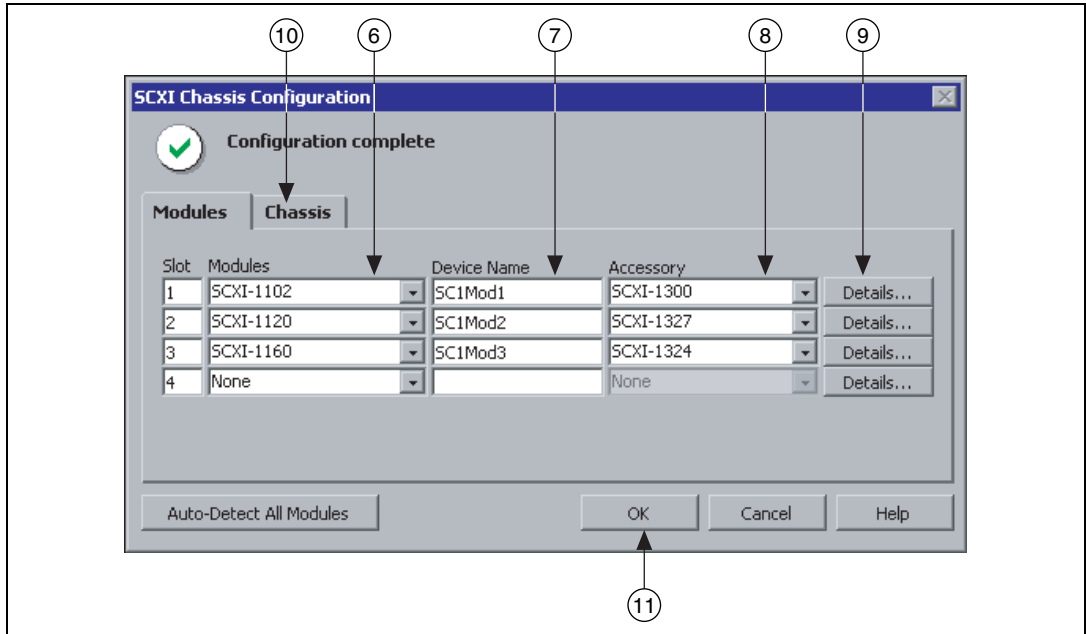 10 6 7 8 9
SCXI Chassis Configuration
Configuration complete
Modules Chassis
Slot Modules Device Name Accessory
1 SCXI-1102 SC1Mod1 SCXI-1300 Details...
2 SCXI-1120 SC1Mod2 SCXI-1327 Details...
3 SCXI-1160 SC1Mod3 SCXI-1324 Details...
4 None None Details...
Auto-Detect All Modules OK Cancel Help
11